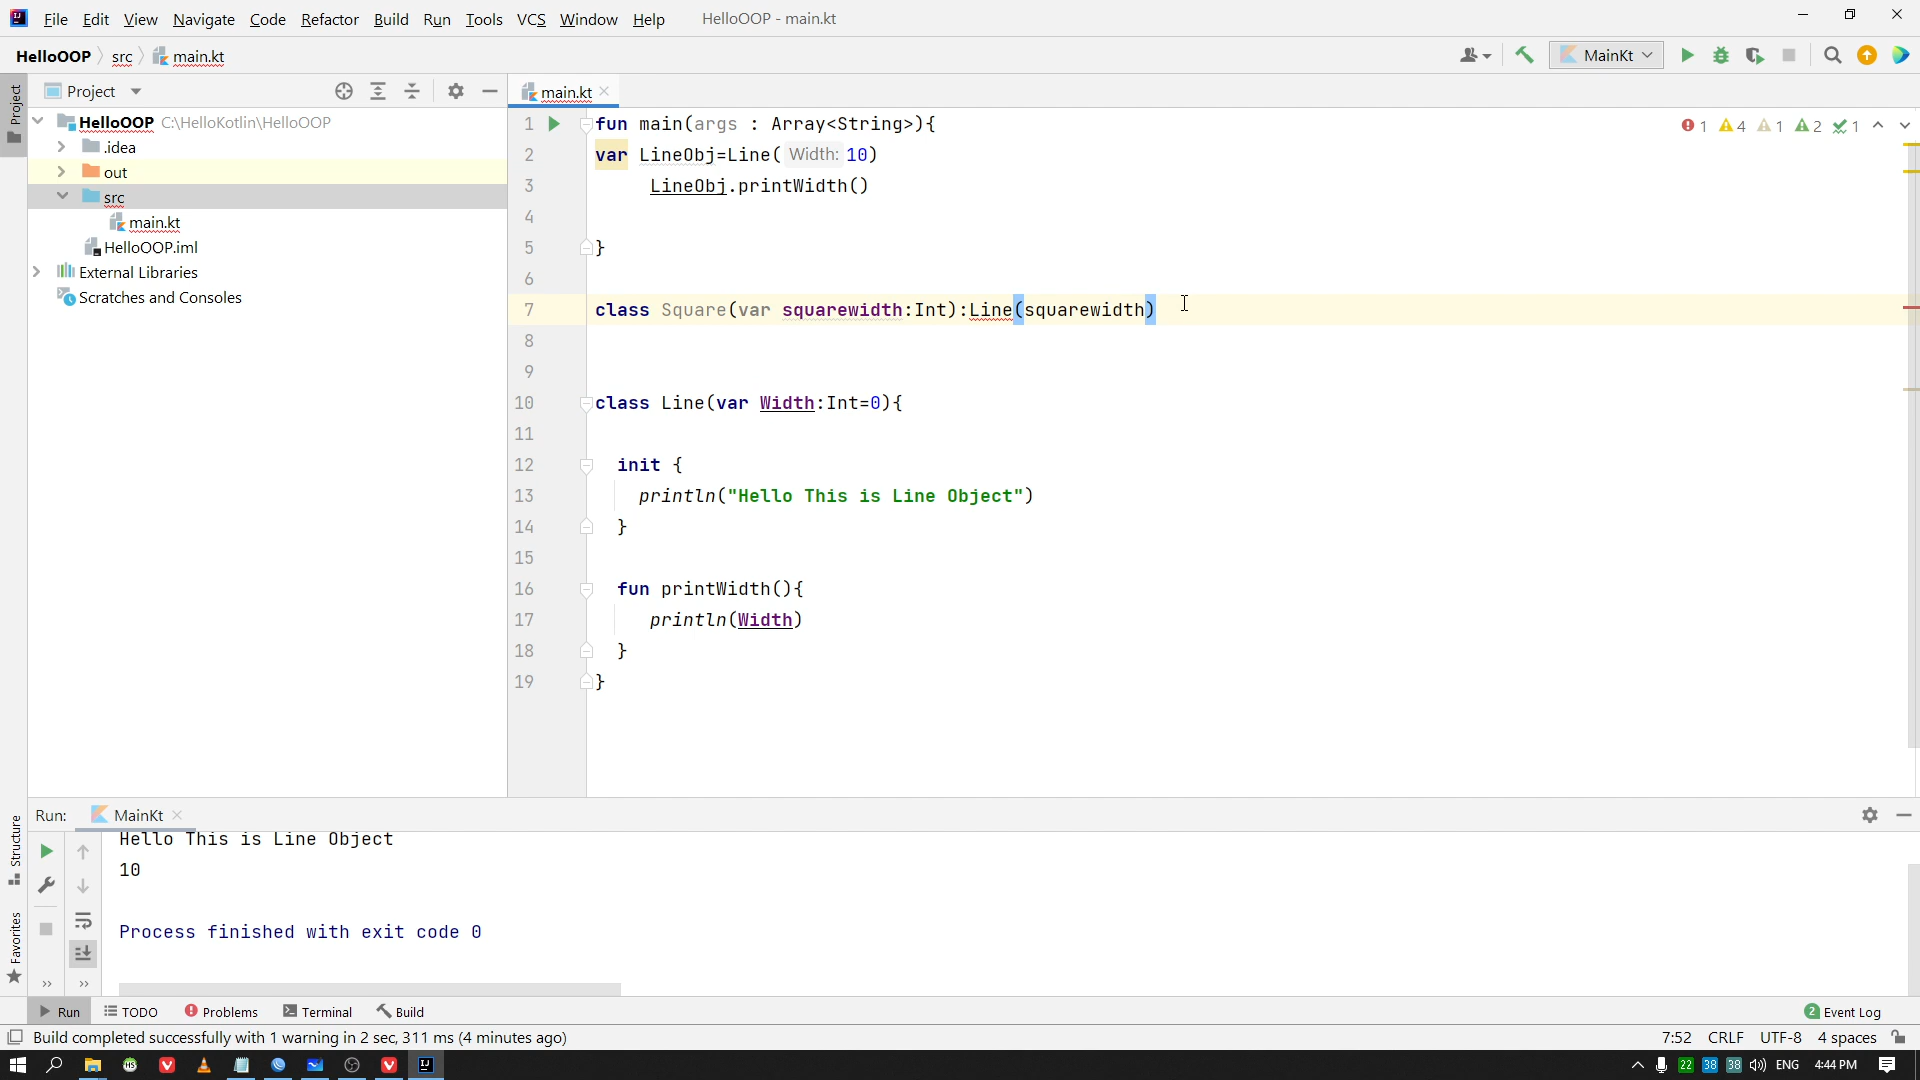 File Edit View Navigate Code Refactor Build Run Tools VCS Window Help HelloOOP - main.kt
HelloOOP src main.kt MainKt
Project main.kt
HelloOOP C:\HelloKotlin\HelloOOP
.idea
out
src
main.kt
HelloOOP.iml
External Libraries
Scratches and Consoles
Project
Structure
Favorites
1 fun main(args : Array<String>){ 1 4 1 2 1
2 var LineObj=Line( Width: 10)
3 LineObj.printWidth()
4
5 }
6
7 class Square(var squarewidth:Int):Line(squarewidth)
8
9
10 class Line(var Width:Int=0){
11
12 init {
13 println("Hello This is Line Object")
14 }
15
16 fun printWidth(){
17 println(Width)
18 }
19 }
Run: MainKt
Hello This is Line Object
10
Process finished with exit code 0
Run TODO Problems Terminal Build 2 Event Log
Build completed successfully with 1 warning in 2 sec, 311 ms (4 minutes ago) 7:52 CRLF UTF-8 4 spaces
22 38 38 ENG 4:44 PM